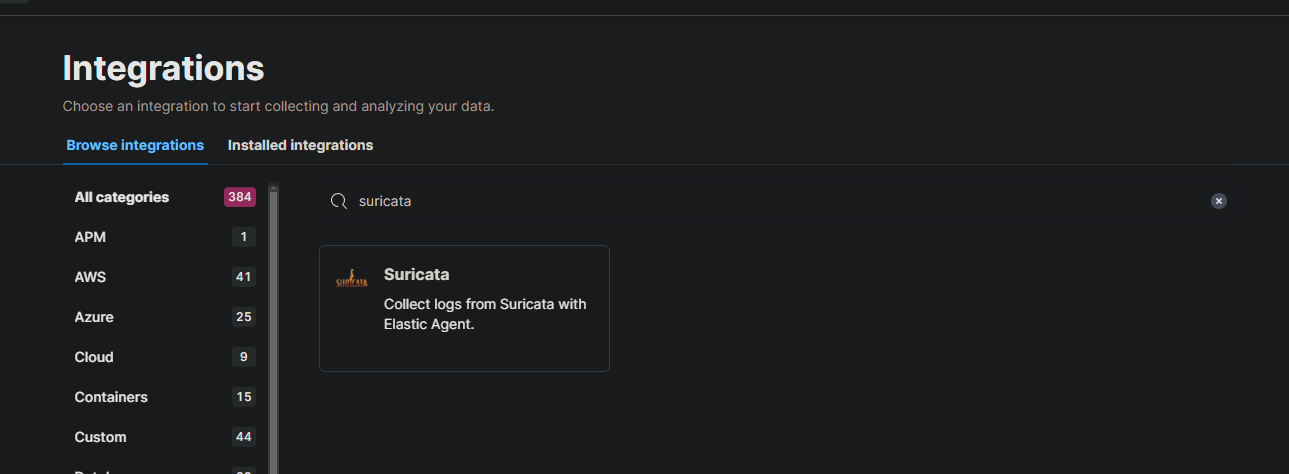 Integrations
Choose an integration to start collecting and analyzing your data.
Browse integrations
Installed integrations
All categories 384
APM 1
AWS 41
Azure 25
Cloud 9
Containers 15
Custom 44
suricata
SURICATA
Suricata
Collect logs from Suricata with
Elastic Agent.